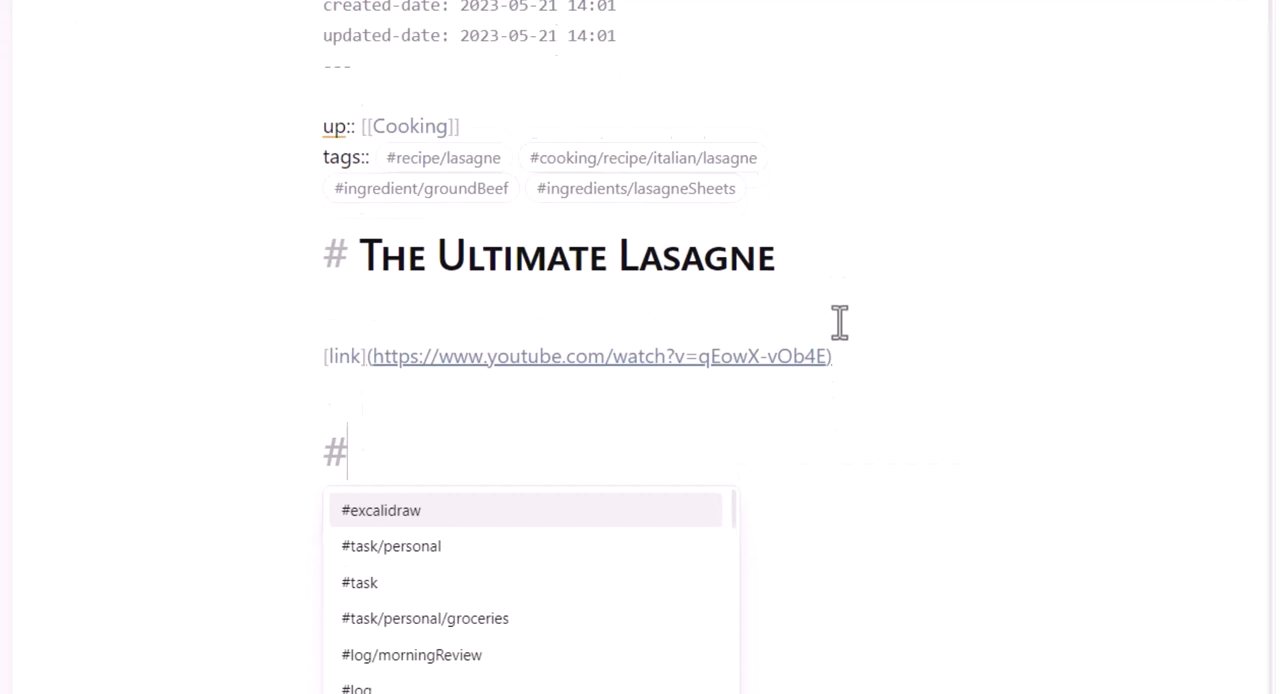 created-date: 2023-05-21 14:01
updated-date: 2023-05-21 14:01
---
up:: [[Cooking]]
tags:: #recipe/lasagne #cooking/recipe/italian/lasagne
#ingredient/groundBeef #ingredients/lasagneSheets
# The Ultimate Lasagne
[link](https://www.youtube.com/watch?v=qEowX-vOb4E)
#
#excalidraw
#task/personal
#task
#task/personal/groceries
#log/morningReview
#log